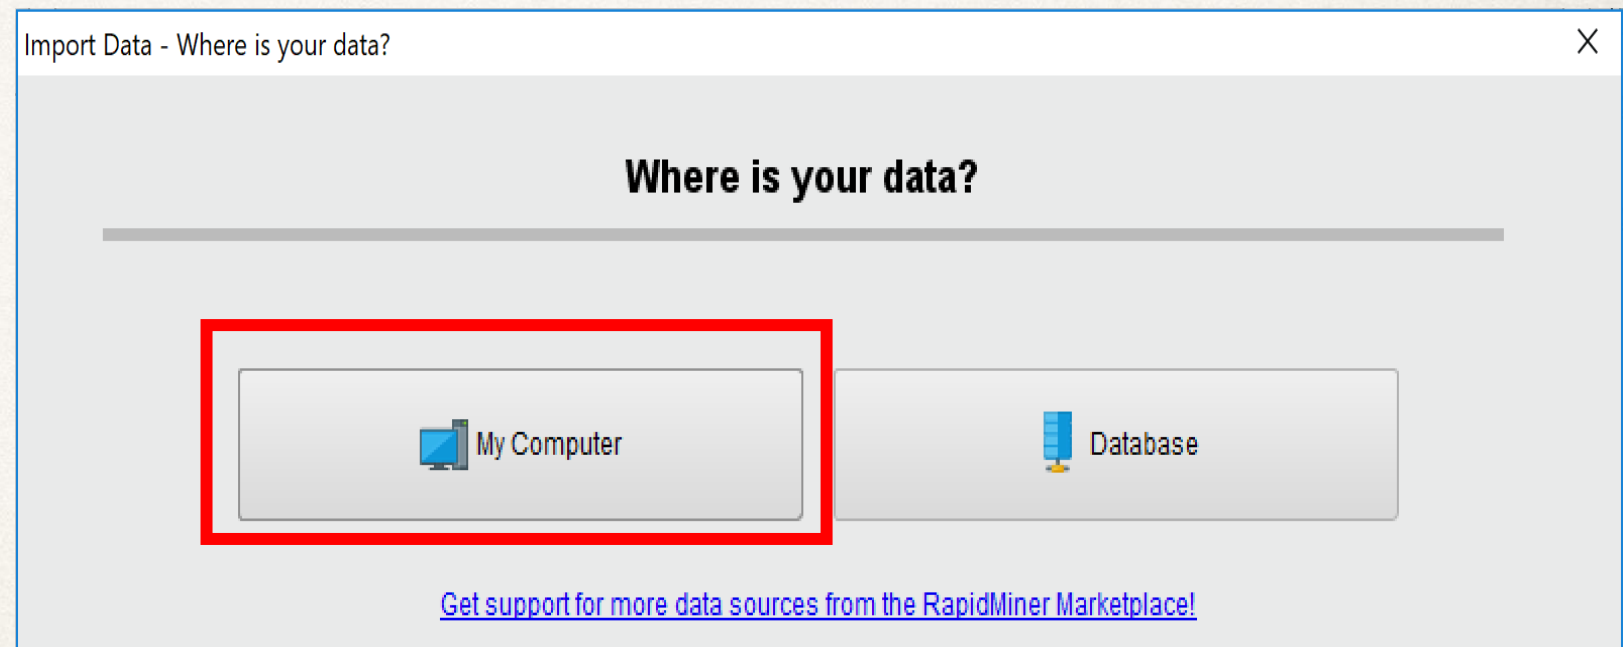 Import Data - Where is your data?
Where is your data?
My Computer
Database
Get support for more data sources from the RapidMiner Marketplace!